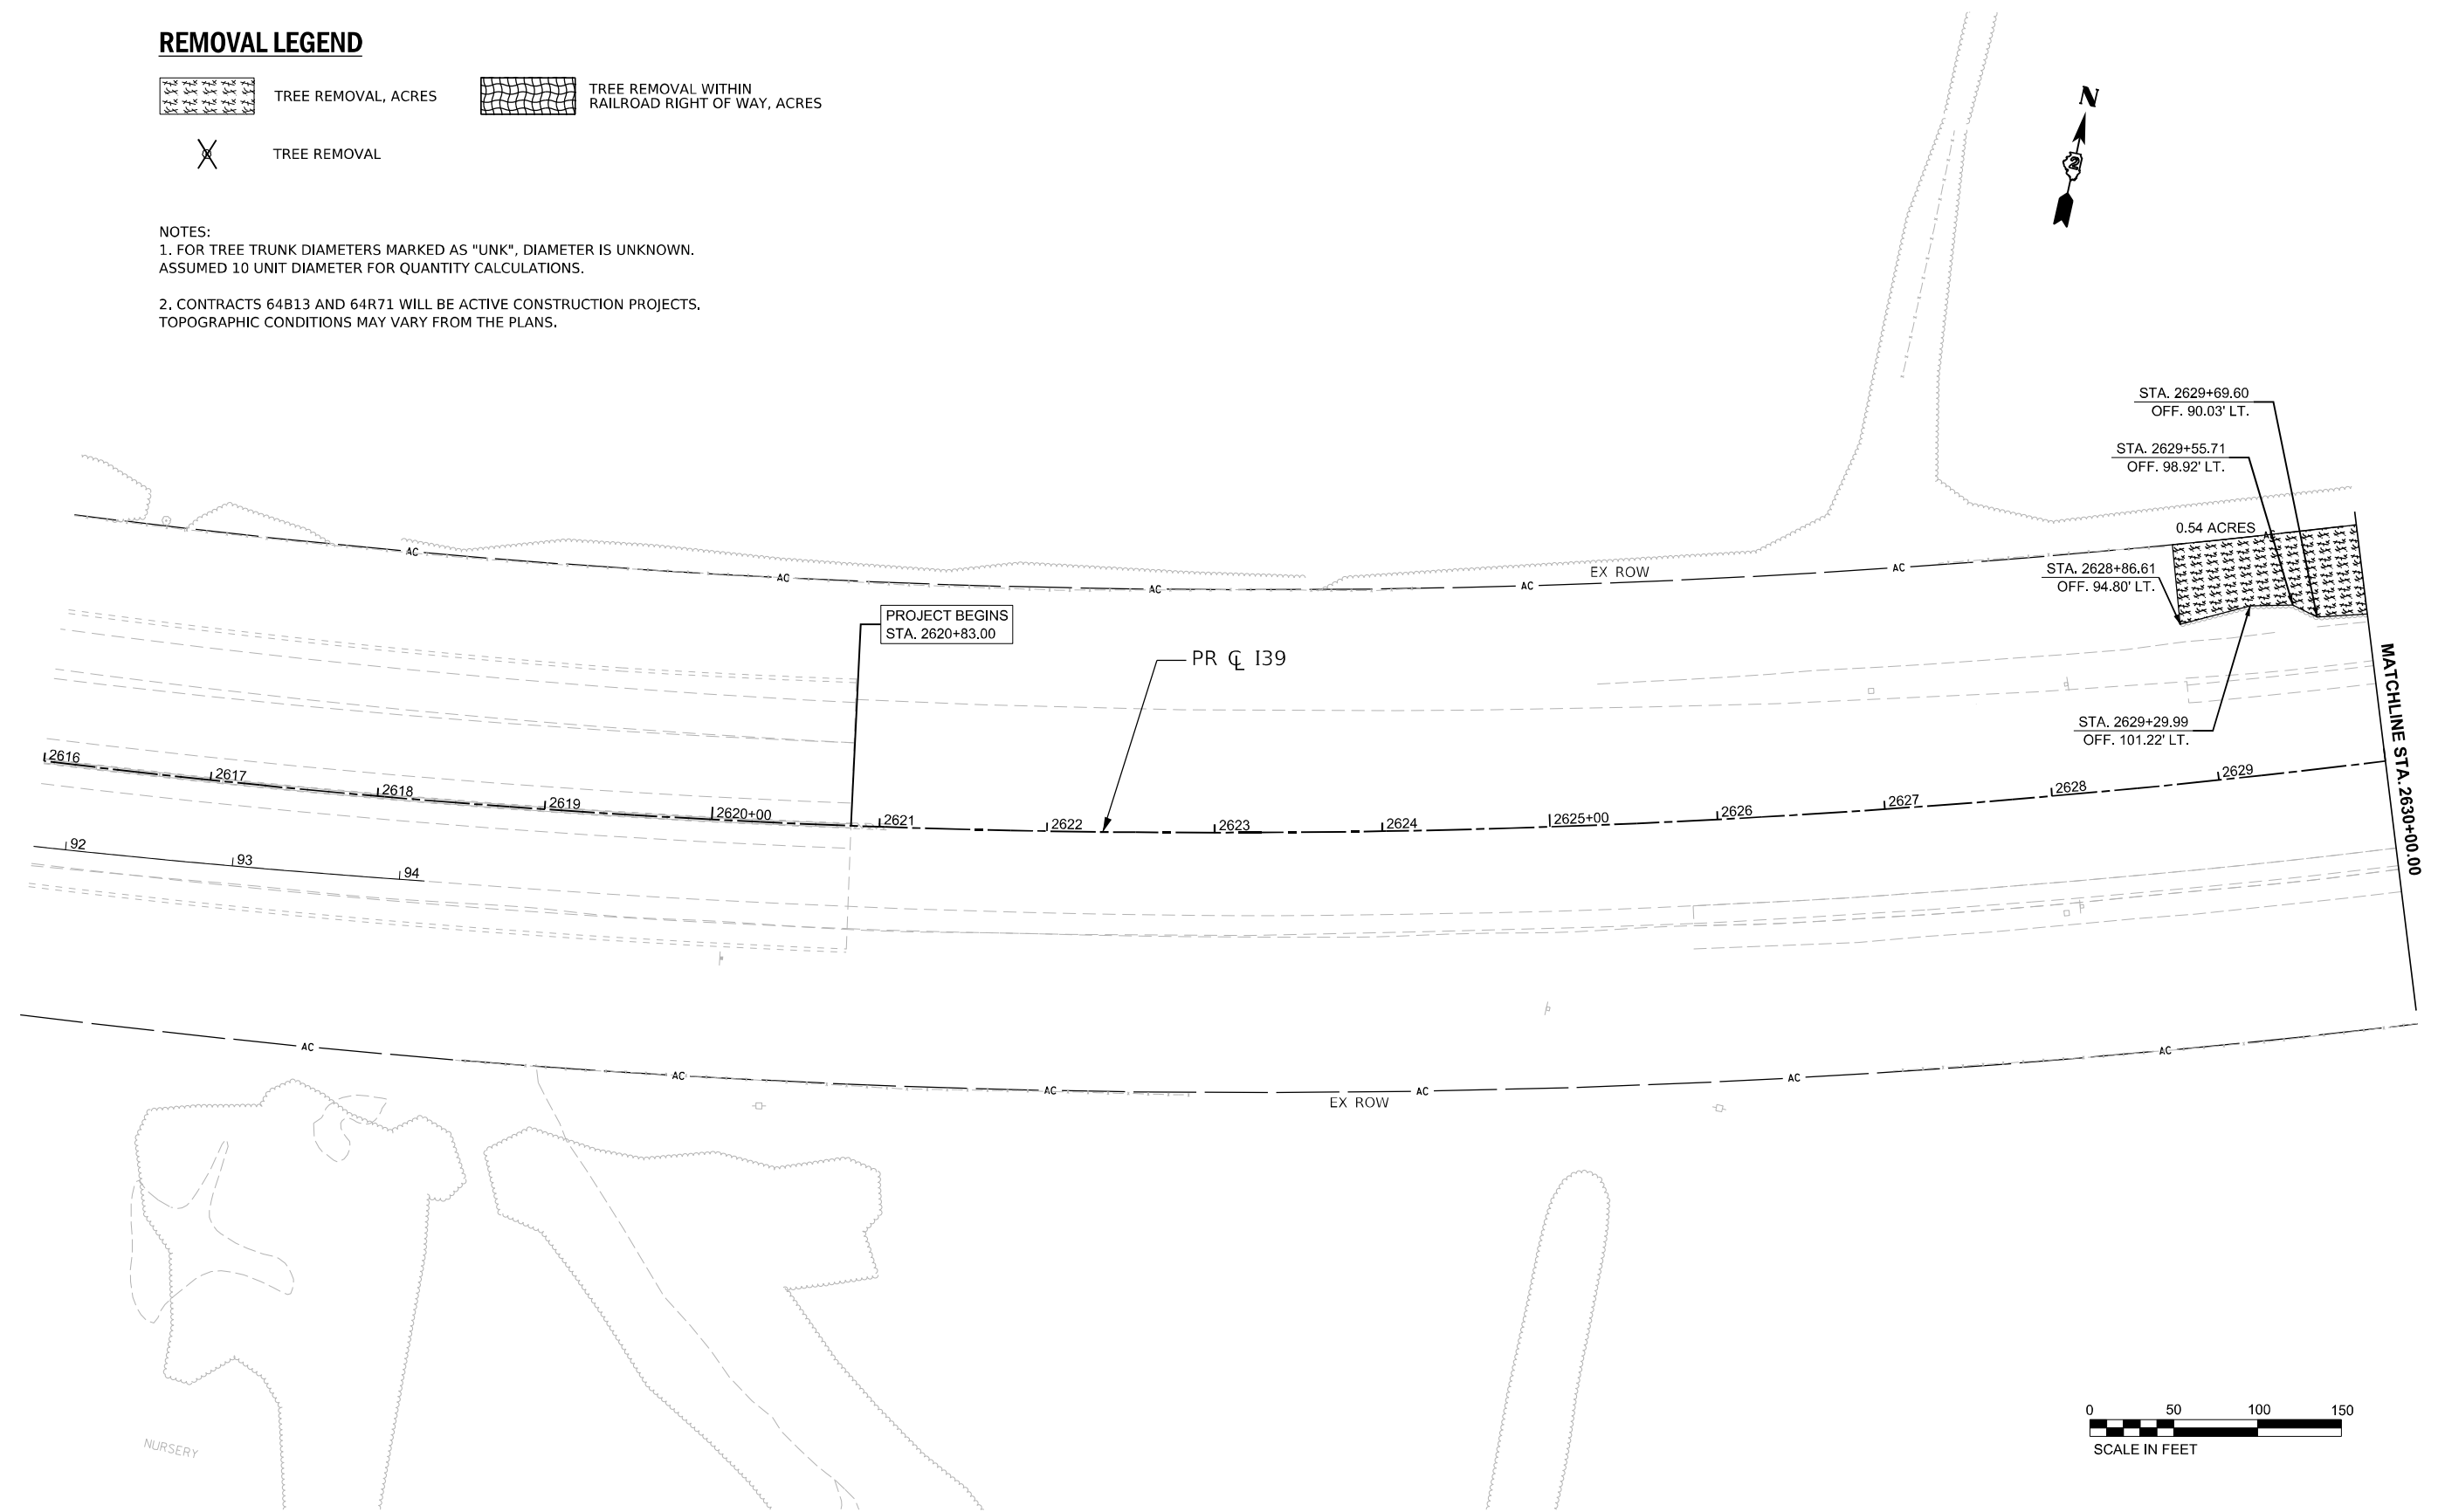 REMOVAL LEGEND
TREE REMOVAL, ACRES
TREE REMOVAL WITHIN
RAILROAD RIGHT OF WAY, ACRES
TREE REMOVAL
NOTES:
1. FOR TREE TRUNK DIAMETERS MARKED AS "UNK", DIAMETER IS UNKNOWN.
ASSUMED 10 UNIT DIAMETER FOR QUANTITY CALCULATIONS.
2. CONTRACTS 64B13 AND 64R71 WILL BE ACTIVE CONSTRUCTION PROJECTS.
TOPOGRAPHIC CONDITIONS MAY VARY FROM THE PLANS.
N
2
STA. 2629+69.60
OFF. 90.03' LT.
STA. 2629+55.71
OFF. 98.92' LT.
0.54 ACRES
AC
AC
AC
AC
AC
AC
EX ROW
STA. 2628+86.61
OFF. 94.80' LT.
PROJECT BEGINS
STA. 2620+83.00
PR CL I39
STA. 2629+29.99
OFF. 101.22' LT.
MATCHLINE STA. 2630+00.00
2616
2617
2618
2619
2620+00
2621
2622
2623
2624
2625+00
2626
2627
2628
2629
92
93
94
AC
AC
AC
AC
AC
AC
EX ROW
NURSERY
0 50 100 150
SCALE IN FEET